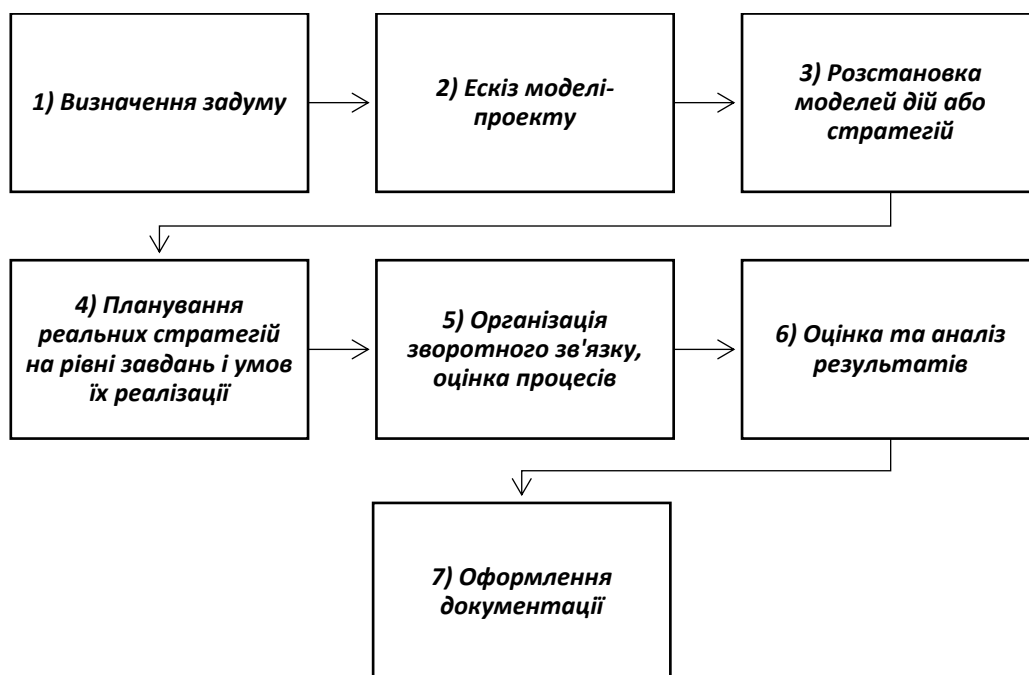 1) Визначення задуму
2) Ескіз моделі-
проекту
3) Розстановка
моделей дій або
стратегій
4) Планування
реальних стратегій
на рівні завдань і умов
їх реалізації
5) Організація
зворотного зв'язку,
оцінка процесів
6) Оцінка та аналіз
результатів
7) Оформлення
документації